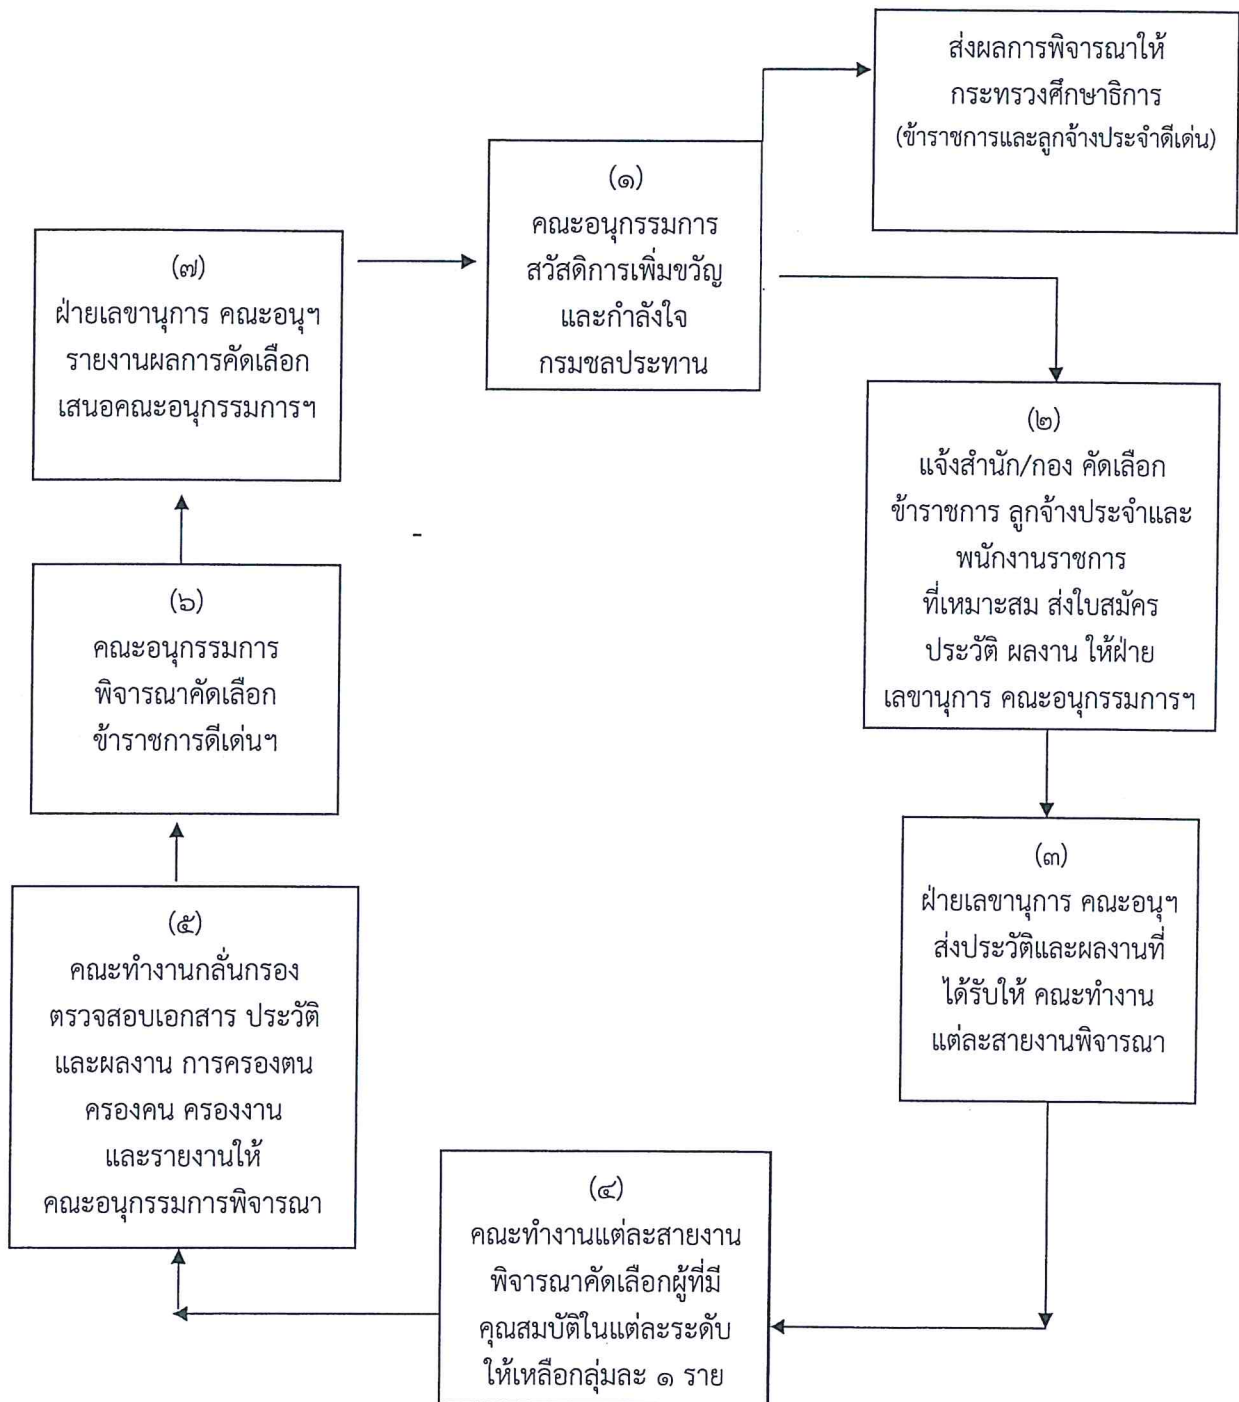 ส่งผลการพิจารณาให้
กระทรวงศึกษาธิการ
(ข้าราชการและลูกจ้างประจำดีเด่น)
(๑)
คณะอนุกรรมการ
สวัสดิการเพิ่มขวัญ
และกำลังใจ
กรมชลประทาน
(๒)
แจ้งสำนัก/กอง คัดเลือก
ข้าราชการ ลูกจ้างประจำและ
พนักงานราชการ
ที่เหมาะสม ส่งใบสมัคร
ประวัติ ผลงาน ให้ฝ่าย
เลขานุการ คณะอนุกรรมการฯ
(๓)
ฝ่ายเลขานุการ คณะอนุฯ
ส่งประวัติและผลงานที่
ได้รับให้ คณะทำงาน
แต่ละสายงานพิจารณา
(๔)
คณะทำงานแต่ละสายงาน
พิจารณาคัดเลือกผู้ที่มี
คุณสมบัติในแต่ละระดับ
ให้เหลือกลุ่มละ ๑ ราย
(๕)
คณะทำงานกลั่นกรอง
ตรวจสอบเอกสาร ประวัติ
และผลงาน การครองตน
ครองคน ครองงาน
และรายงานให้
คณะอนุกรรมการพิจารณา
(๖)
คณะอนุกรรมการ
พิจารณาคัดเลือก
ข้าราชการดีเด่นฯ
(๗)
ฝ่ายเลขานุการ คณะอนุฯ
รายงานผลการคัดเลือก
เสนอคณะอนุกรรมการฯ